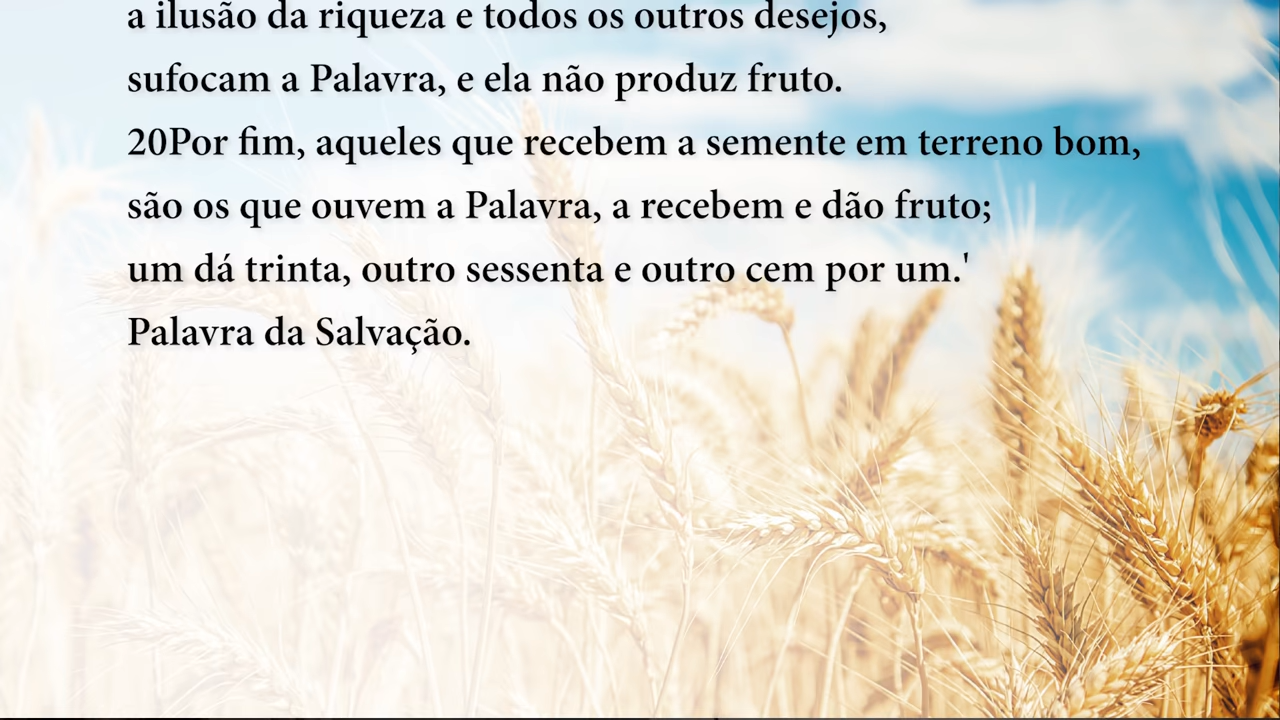 a ilusão da riqueza e todos os outros desejos,
sufocam a Palavra, e ela não produz fruto.
20Por fim, aqueles que recebem a semente em terreno bom,
são os que ouvem a Palavra, a recebem e dão fruto;
um dá trinta, outro sessenta e outro cem por um.'
Palavra da Salvação.